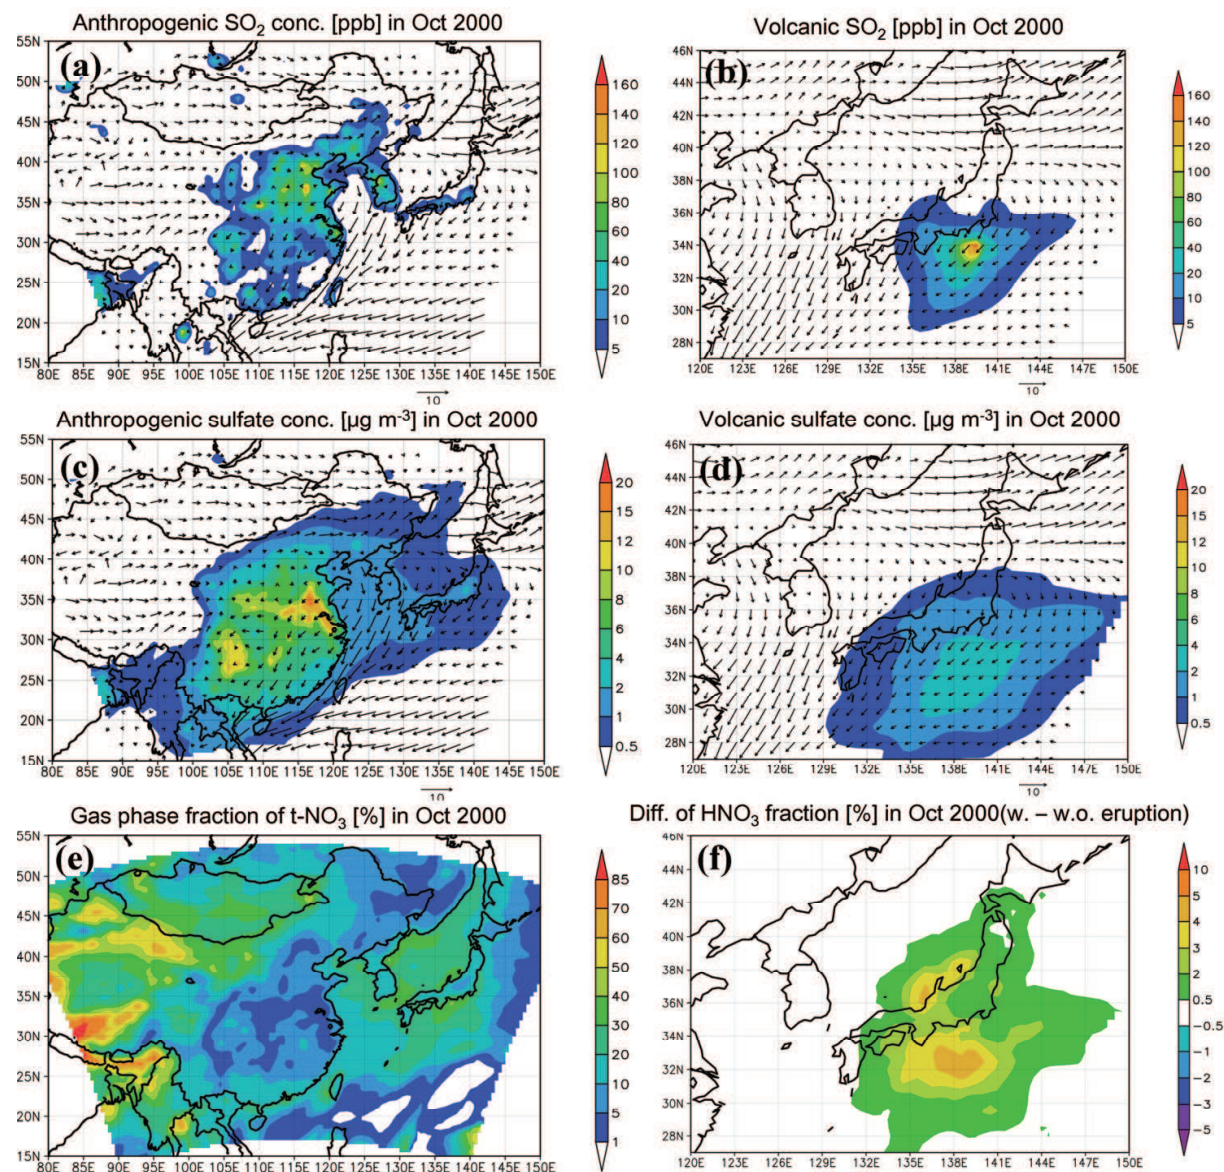 Anthropogenic SO2 conc. [ppb] in Oct 2000
(a)
55N
50N
45N
40N
35N
30N
25N
20N
15N
80E 85E 90E 95E 100E 105E 110E 115E 120E 125E 130E 135E 140E 145E 150E
10
160
140
120
100
80
60
40
20
10
5
Volcanic SO2 [ppb] in Oct 2000
(b)
46N
44N
42N
40N
38N
36N
34N
32N
30N
28N
120E 123E 126E 129E 132E 135E 138E 141E 144E 147E 150E
10
160
140
120
100
80
60
40
20
10
5
Anthropogenic sulfate conc. [µg m-3] in Oct 2000
(c)
55N
50N
45N
40N
35N
30N
25N
20N
15N
80E 85E 90E 95E 100E 105E 110E 115E 120E 125E 130E 135E 140E 145E 150E
10
20
15
12
10
8
6
4
2
1
0.5
Volcanic sulfate conc. [µg m-3] in Oct 2000
(d)
46N
44N
42N
40N
38N
36N
34N
32N
30N
28N
120E 123E 126E 129E 132E 135E 138E 141E 144E 147E 150E
10
20
15
12
10
8
6
4
2
1
0.5
Gas phase fraction of t-NO3 [%] in Oct 2000
(e)
55N
50N
45N
40N
35N
30N
25N
20N
15N
80E 85E 90E 95E 100E 105E 110E 115E 120E 125E 130E 135E 140E 145E 150E
85
70
60
50
40
30
20
10
5
1
Diff. of HNO3 fraction [%] in Oct 2000(w. – w.o. eruption)
(f)
46N
44N
42N
40N
38N
36N
34N
32N
30N
28N
120E 123E 126E 129E 132E 135E 138E 141E 144E 147E 150E
10
5
4
3
2
0.5
−0.5
−1
−2
−3
−5